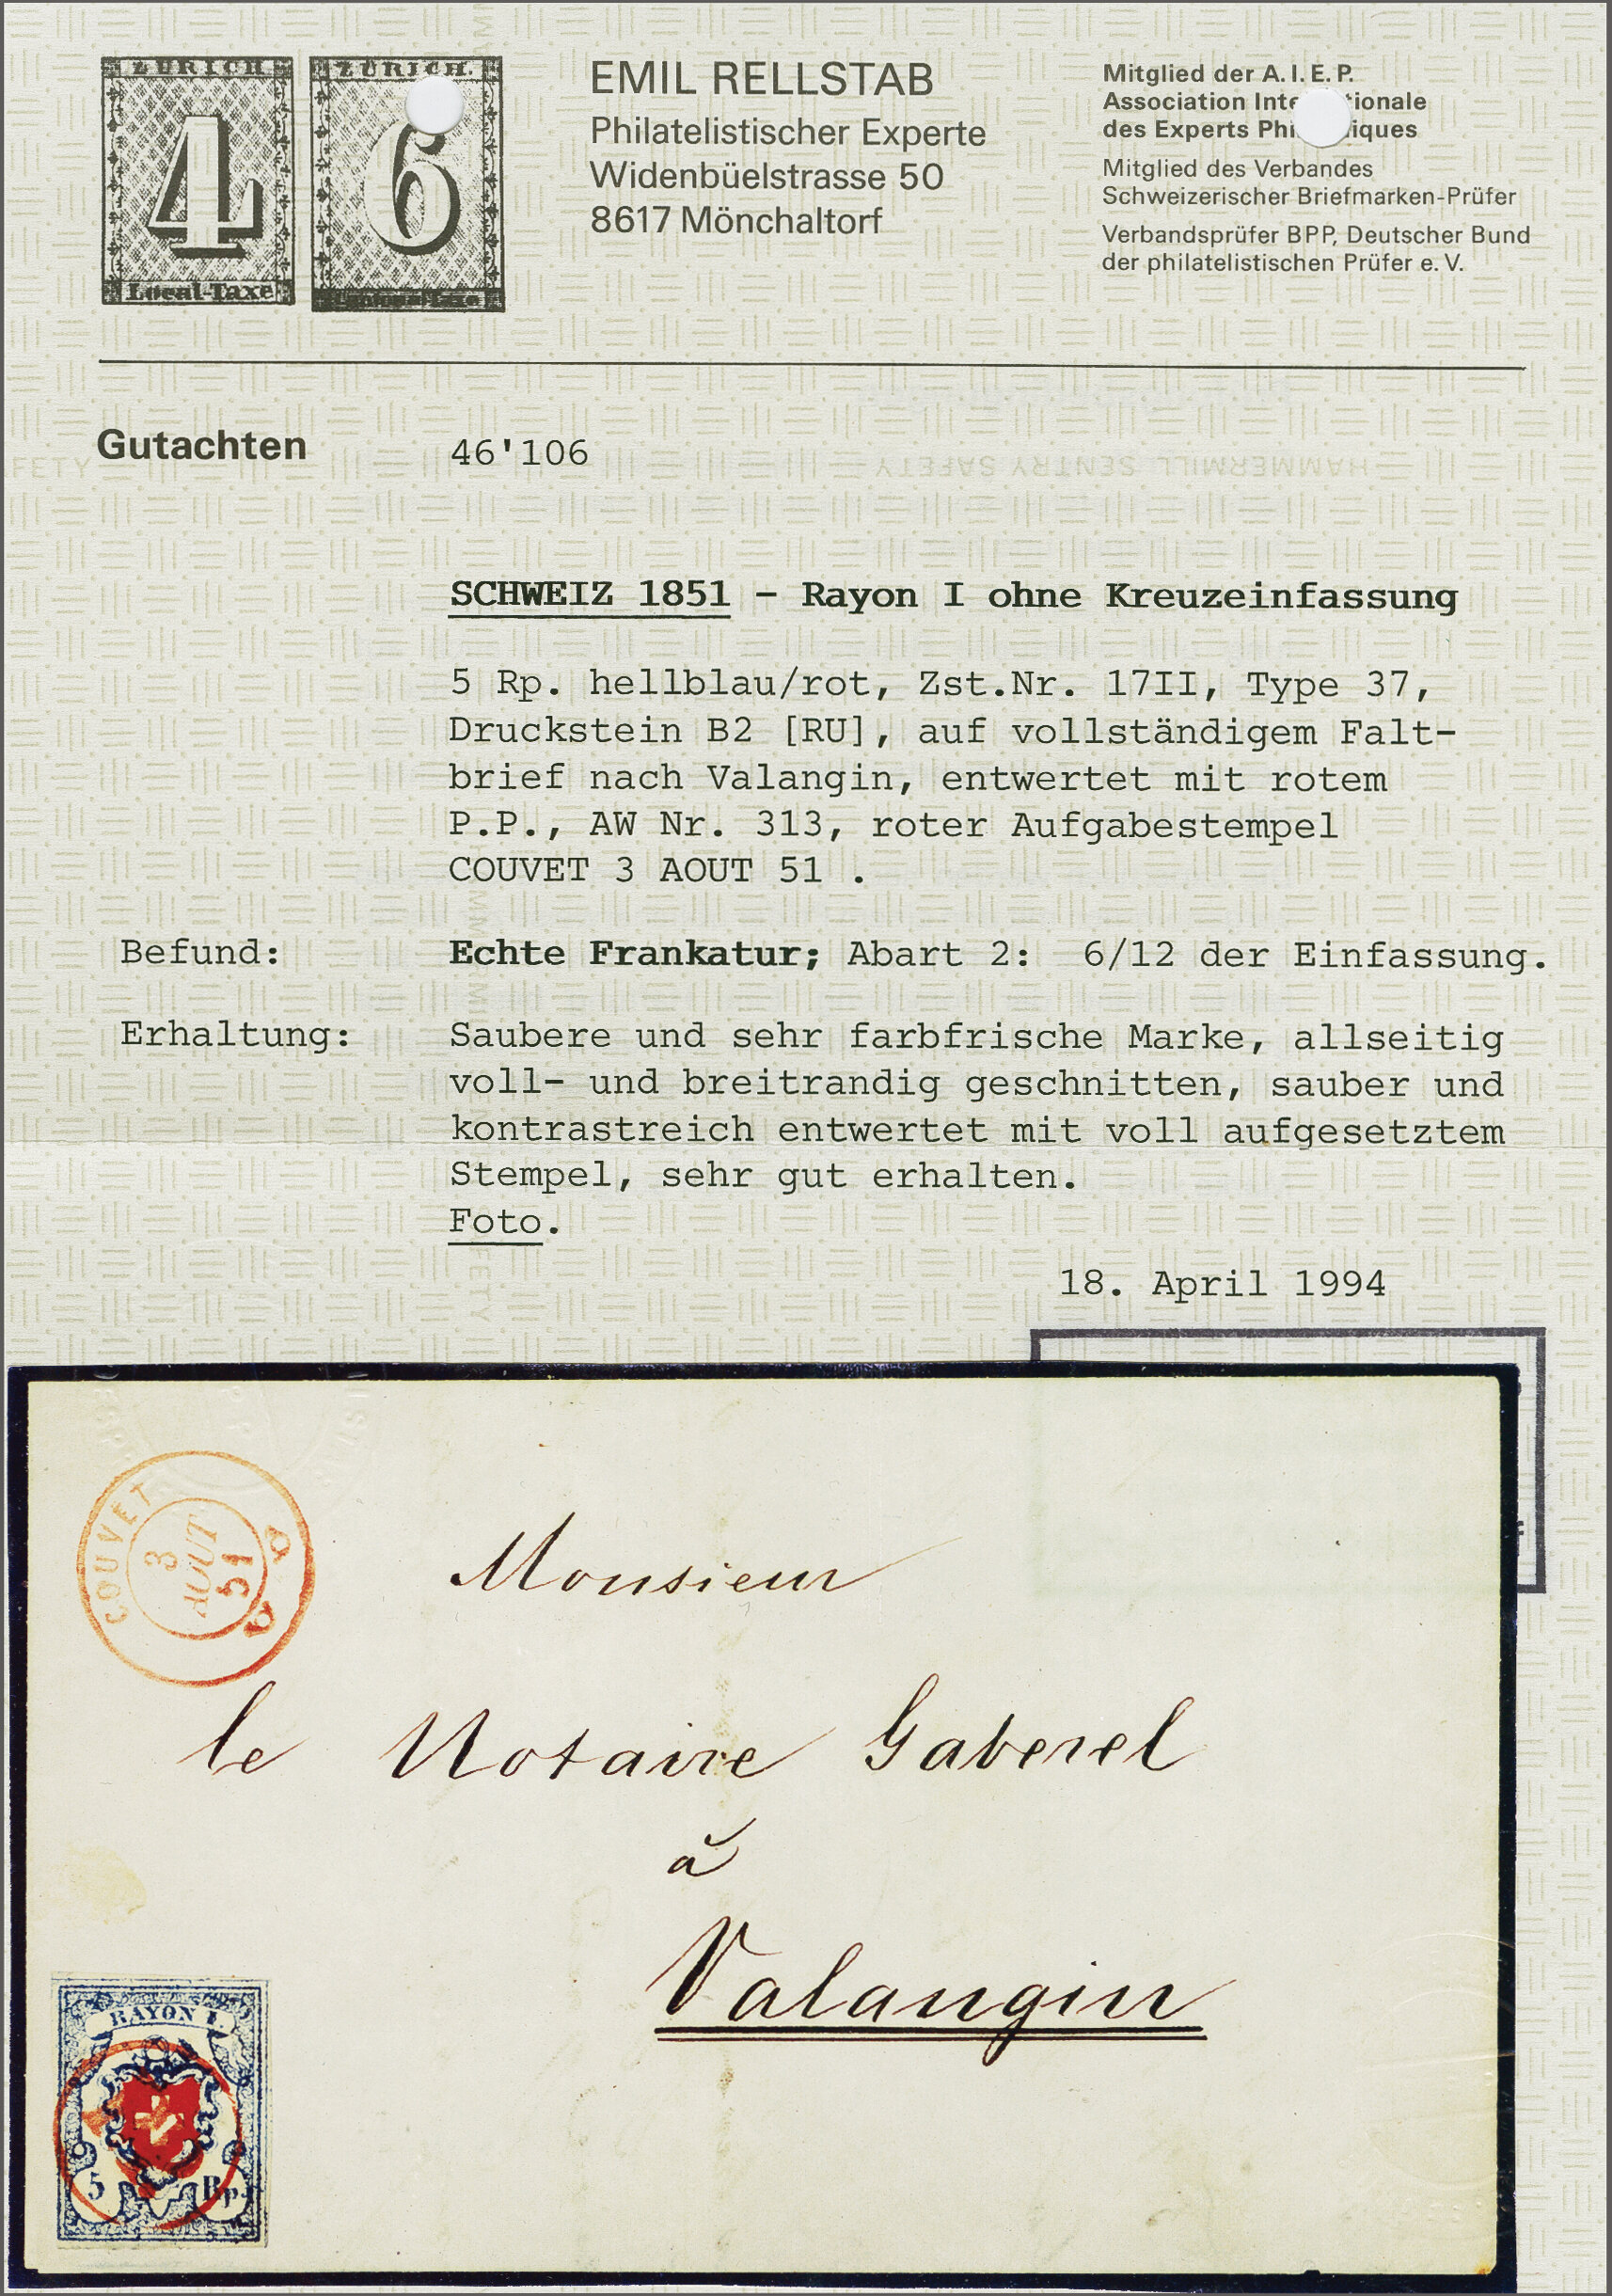 ZÜRICH
4
Local-Taxe
ZÜRICH.
6
Cantonal-Taxe
EMIL RELLSTAB
Philatelistischer Experte
Widenbüelstrasse 50
8617 Mönchaltorf
Mitglied der A.I.E.P.
Association Inte tionale
des Experts Phi iques
Mitglied des Verbandes
Schweizerischer Briefmarken-Prüfer
Verbandsprüfer BPP, Deutscher Bund
der philatelistischen Prüfer e.V.
Gutachten 46'106
HAMMERMILL SENTRY SAFETY
SCHWEIZ 1851 - Rayon I ohne Kreuzeinfassung
5 Rp. hellblau/rot, Zst.Nr. 17II, Type 37,
Druckstein B2 [RU], auf vollständigem Falt-
brief nach Valangin, entwertet mit rotem
P.P., AW Nr. 313, roter Aufgabestempel
COUVET 3 AOUT 51 .
Befund: Echte Frankatur; Abart 2: 6/12 der Einfassung.
Erhaltung: Saubere und sehr farbfrische Marke, allseitig
voll- und breitrandig geschnitten, sauber und
kontrastreich entwertet mit voll aufgesetztem
Stempel, sehr gut erhalten.
Foto.
18. April 1994
COUVET
3
AOUT
51
Monsieur
le Notaire Gaberel
à
Valangin
RAYON I.
5 Rp.